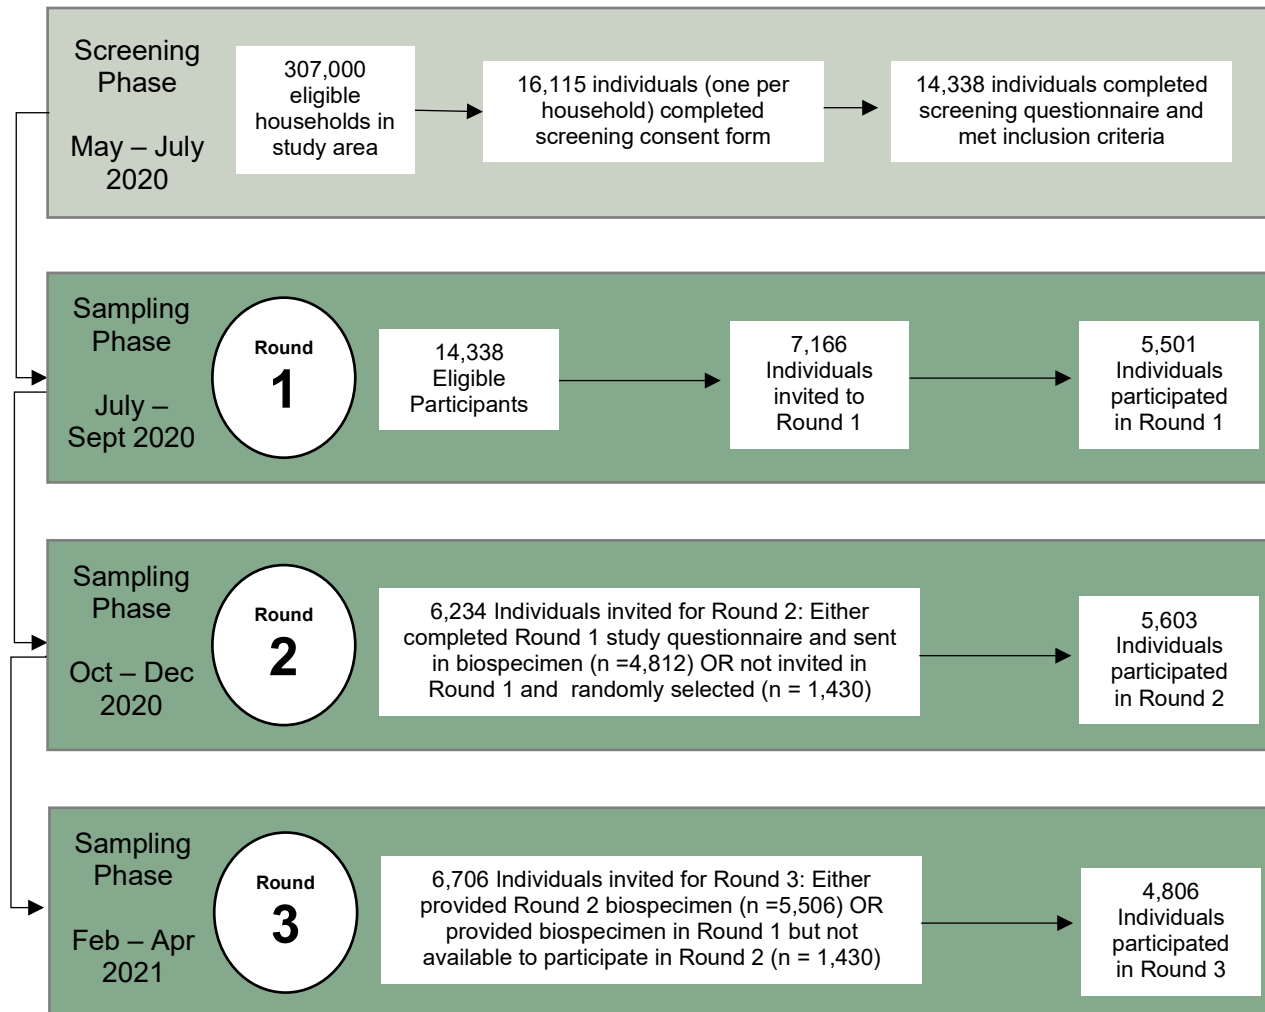 Screening
Phase
May – July
2020
307,000
eligible
households in
study area
16,115 individuals (one per
household) completed
screening consent form
14,338 individuals completed
screening questionnaire and
met inclusion criteria
Sampling
Phase
July –
Sept 2020
Round
1
14,338
Eligible
Participants
7,166
Individuals
invited to
Round 1
5,501
Individuals
participated
in Round 1
Sampling
Phase
Oct – Dec
2020
Round
2
6,234 Individuals invited for Round 2: Either
completed Round 1 study questionnaire and sent
in biospecimen (n =4,812) OR not invited in
Round 1 and  randomly selected (n = 1,430)
5,603
Individuals
participated
in Round 2
Sampling
Phase
Feb – Apr
2021
Round
3
6,706 Individuals invited for Round 3: Either
provided Round 2 biospecimen (n =5,506) OR
provided biospecimen in Round 1 but not
available to participate in Round 2 (n = 1,430)
4,806
Individuals
participated
in Round 3